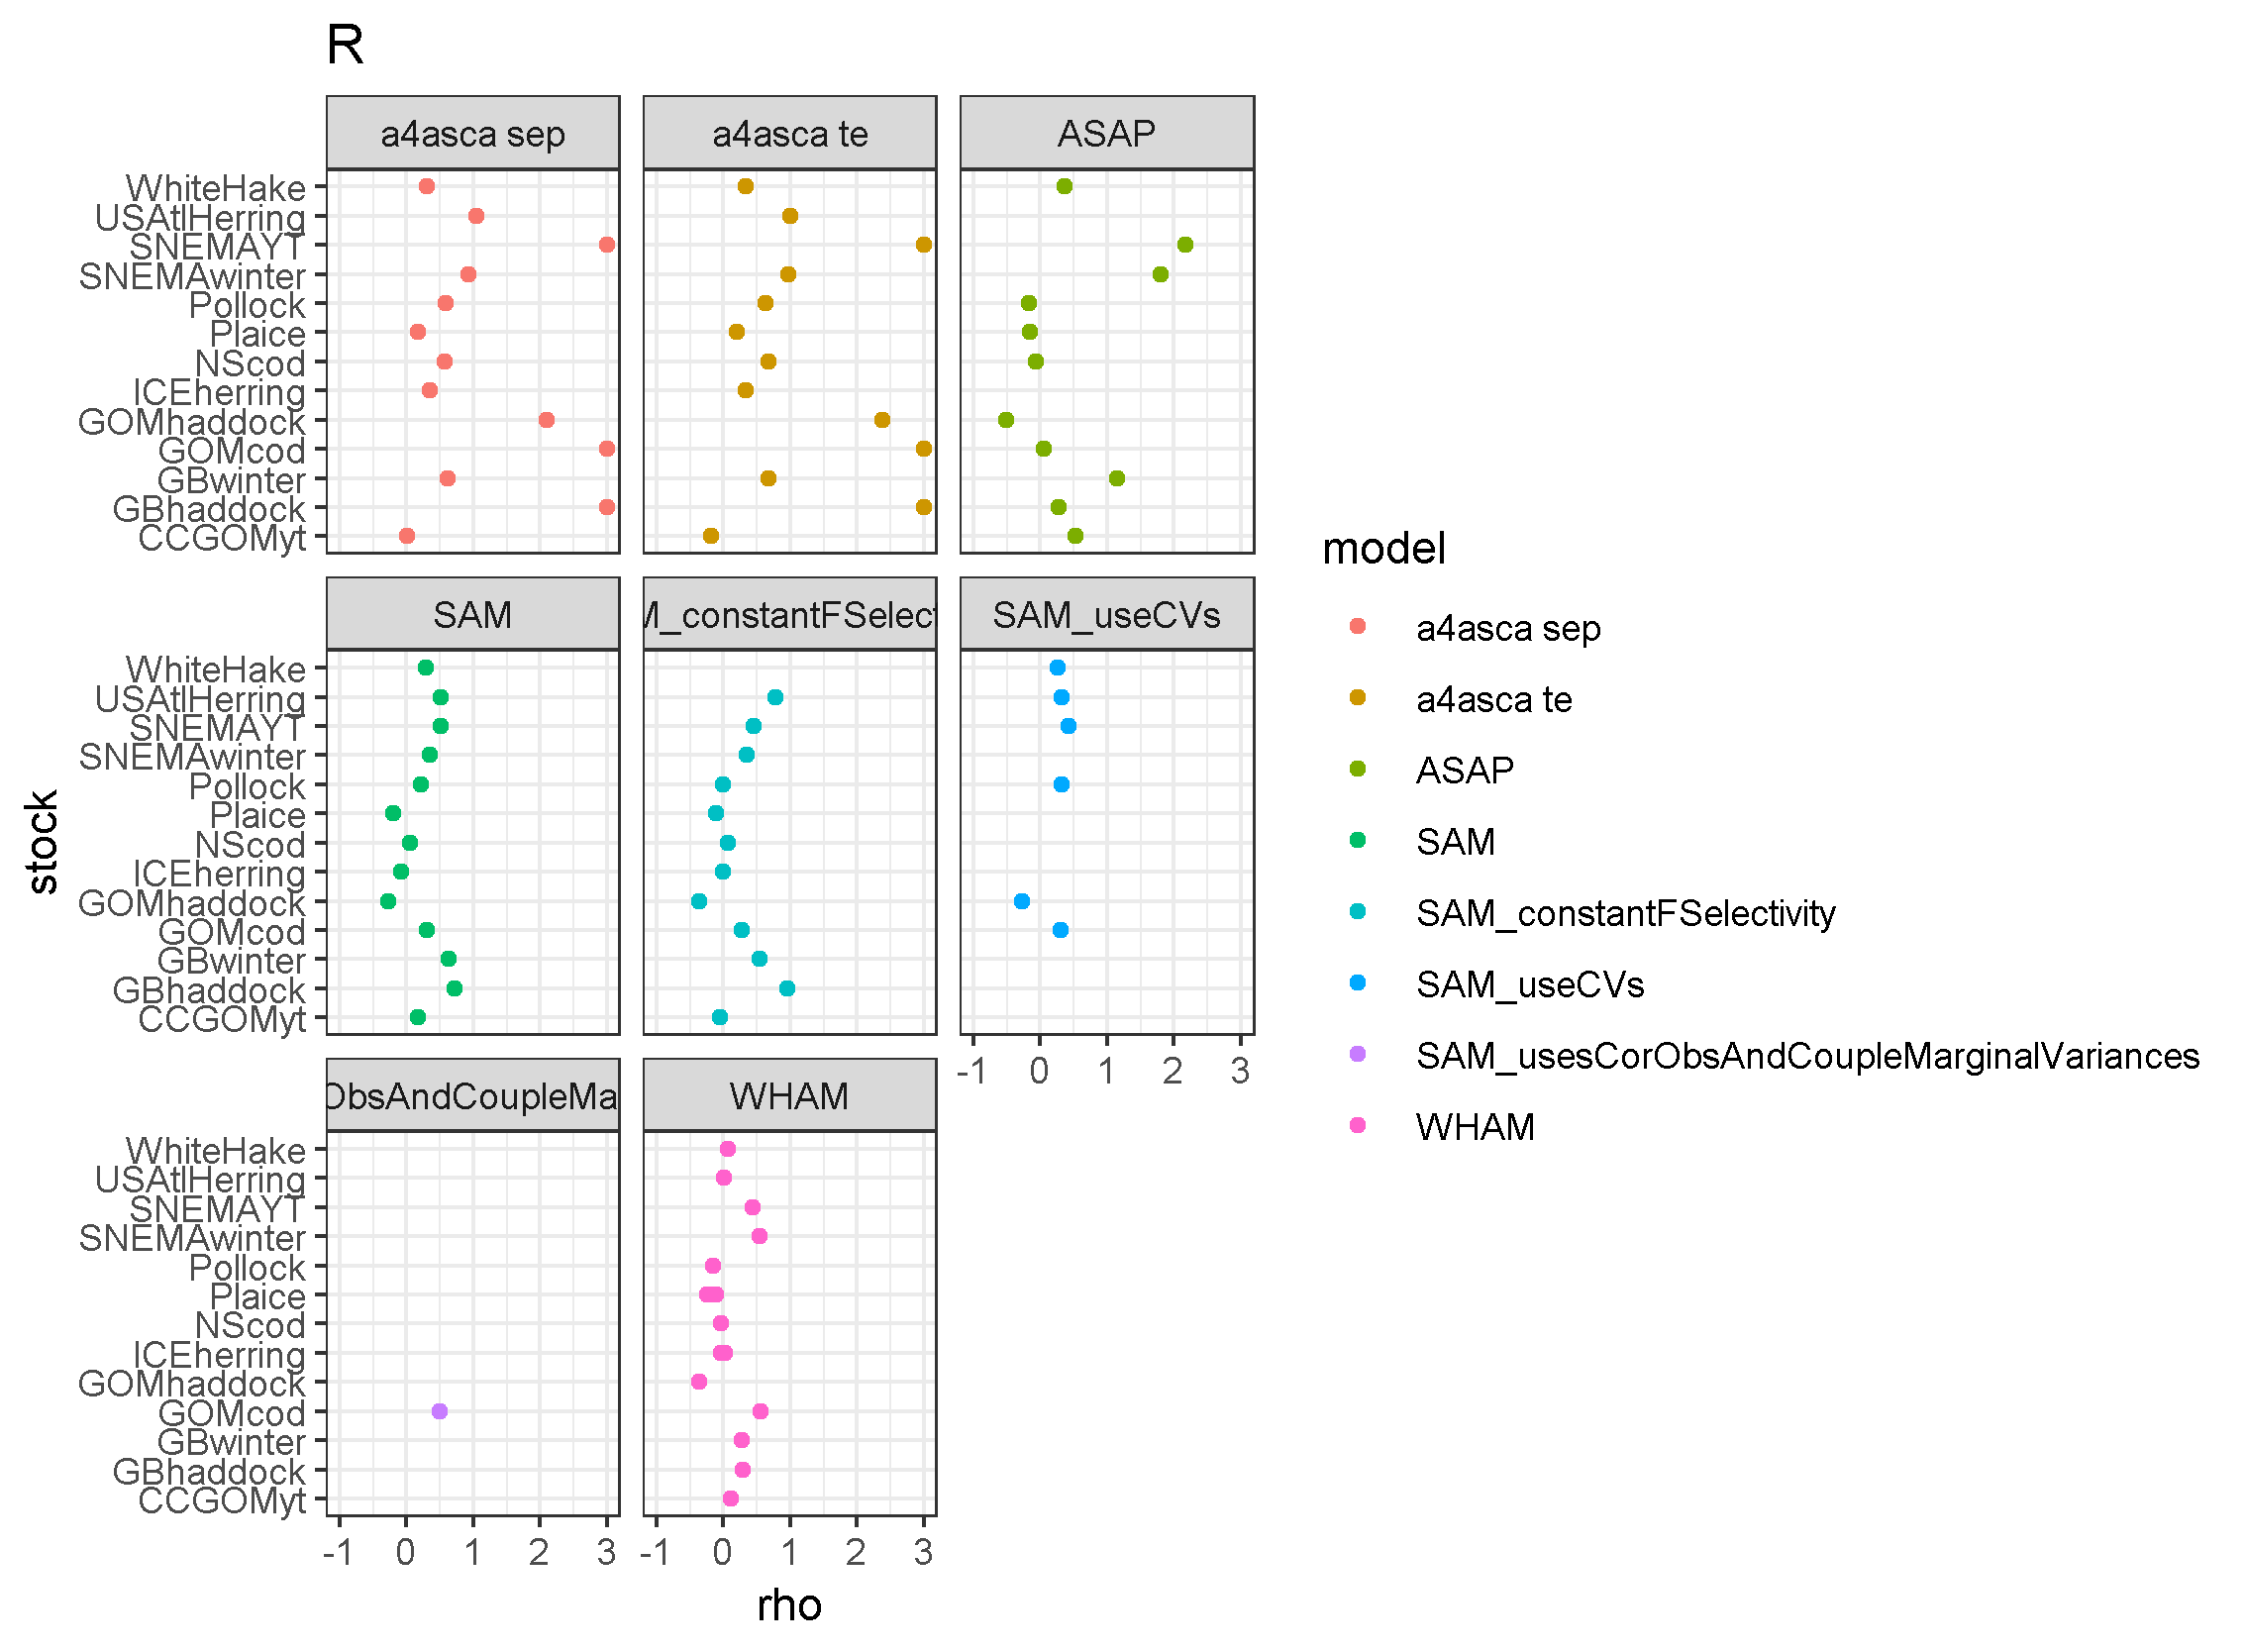 R
a4asca sep
a4asca te
ASAP
WhiteHake
USAtlHerring
SNEMAYT
SNEMAwinter
Pollock
Plaice
NScod
ICEherring
GOMhaddock
GOMcod
GBwinter
GBhaddock
CCGOMyt
SAM
M_constantFSelect
SAM_useCVs
WhiteHake
USAtlHerring
SNEMAYT
SNEMAwinter
Pollock
Plaice
NScod
ICEherring
GOMhaddock
GOMcod
GBwinter
GBhaddock
CCGOMyt
-1 0 1 2 3
ObsAndCoupleMa
WHAM
WhiteHake
USAtlHerring
SNEMAYT
SNEMAwinter
Pollock
Plaice
NScod
ICEherring
GOMhaddock
GOMcod
GBwinter
GBhaddock
CCGOMyt
-1 0 1 2 3
-1 0 1 2 3
rho
stock
model
a4asca sep
a4asca te
ASAP
SAM
SAM_constantFSelectivity
SAM_useCVs
SAM_usesCorObsAndCoupleMarginalVariances
WHAM